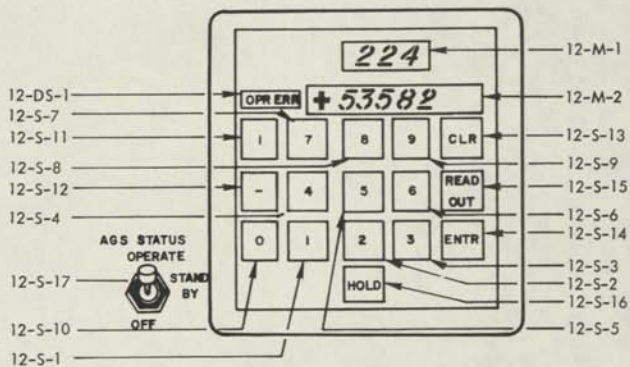 224
12-M-1
12-DS-1
OPR ERR
+53582
12-M-2
12-S-7
12-S-11
12-S-8
12-S-12
12-S-4
| 7 8 9 CLR
- 4 5 6 READ OUT
0 1 2 3 ENTR
HOLD
12-S-13
12-S-9
12-S-15
12-S-6
12-S-14
12-S-3
12-S-2
12-S-16
12-S-5
AGS STATUS
OPERATE
12-S-17
STAND
BY
OFF
12-S-10
12-S-1